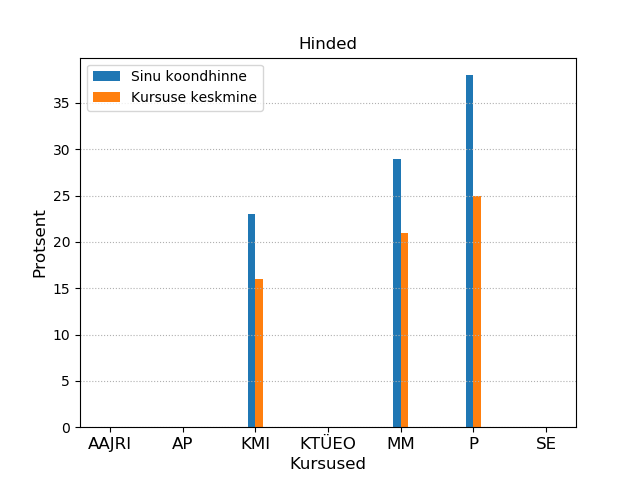 Hinded
Sinu koondhinne
Kursuse keskmine
Protsent
35
30
25
20
15
10
5
0
AAJRI AP KMI KTÜEO MM P SE
Kursused